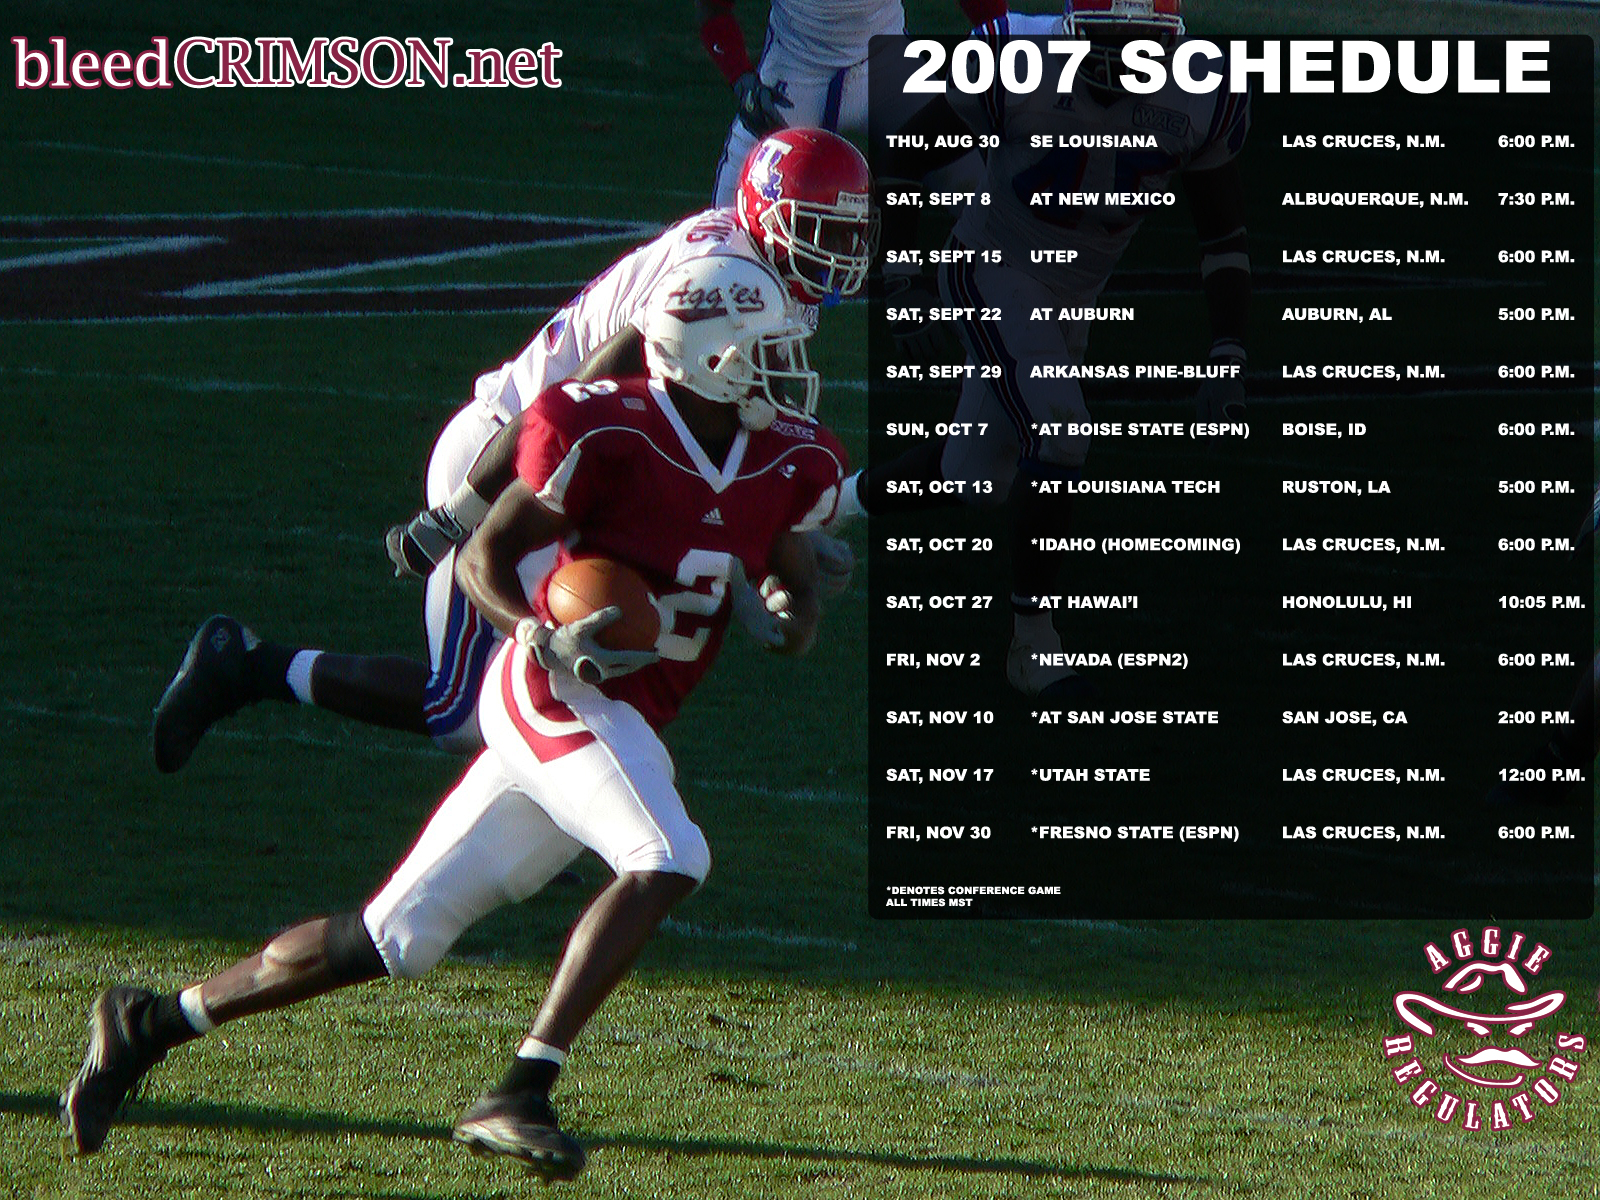 bleedCRIMSON.net
2007 SCHEDULE
THU, AUG 30 SE LOUISIANA LAS CRUCES, N.M. 6:00 P.M.
SAT, SEPT 8 AT NEW MEXICO ALBUQUERQUE, N.M. 7:30 P.M.
SAT, SEPT 15 UTEP LAS CRUCES, N.M. 6:00 P.M.
SAT, SEPT 22 AT AUBURN AUBURN, AL 5:00 P.M.
SAT, SEPT 29 ARKANSAS PINE-BLUFF LAS CRUCES, N.M. 6:00 P.M.
SUN, OCT 7 *AT BOISE STATE (ESPN) BOISE, ID 6:00 P.M.
SAT, OCT 13 *AT LOUISIANA TECH RUSTON, LA 5:00 P.M.
SAT, OCT 20 *IDAHO (HOMECOMING) LAS CRUCES, N.M. 6:00 P.M.
SAT, OCT 27 *AT HAWAI'I HONOLULU, HI 10:05 P.M.
FRI, NOV 2 *NEVADA (ESPN2) LAS CRUCES, N.M. 6:00 P.M.
SAT, NOV 10 *AT SAN JOSE STATE SAN JOSE, CA 2:00 P.M.
SAT, NOV 17 *UTAH STATE LAS CRUCES, N.M. 12:00 P.M.
FRI, NOV 30 *FRESNO STATE (ESPN) LAS CRUCES, N.M. 6:00 P.M.
*DENOTES CONFERENCE GAME
ALL TIMES MST
AGGIE
REGULATORS
Aggies
WAC
2
2
WAC
T